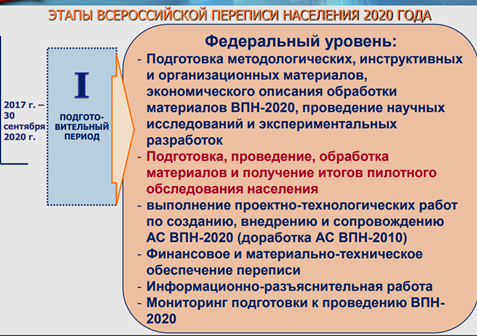 ЭТАПЫ ВСЕРОССИЙСКОЙ ПЕРЕПИСИ НАСЕЛЕНИЯ 2020 ГОДА
2017 г. –
30
сентября
2020 г.
I
ПОДГОТО-
ВИТЕЛЬНЫЙ
ПЕРИОД
Федеральный уровень:
- Подготовка методологических, инструктивных
и организационных материалов,
экономического описания обработки
материалов ВПН-2020, проведение научных
исследований и экспериментальных
разработок
- Подготовка, проведение, обработка
материалов и получение итогов пилотного
обследования населения
- выполнение проектно-технологических работ
по созданию, внедрению и сопровождению
АС ВПН-2020 (доработка АС ВПН-2010)
- Финансовое и материально-техническое
обеспечение переписи
- Информационно-разъяснительная работа
- Мониторинг подготовки к проведению ВПН-
2020